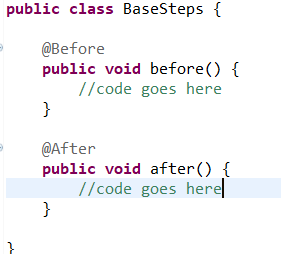 public class BaseSteps {
@Before
public void before() {
//code goes here
}
@After
public void after() {
//code goes here
}
}